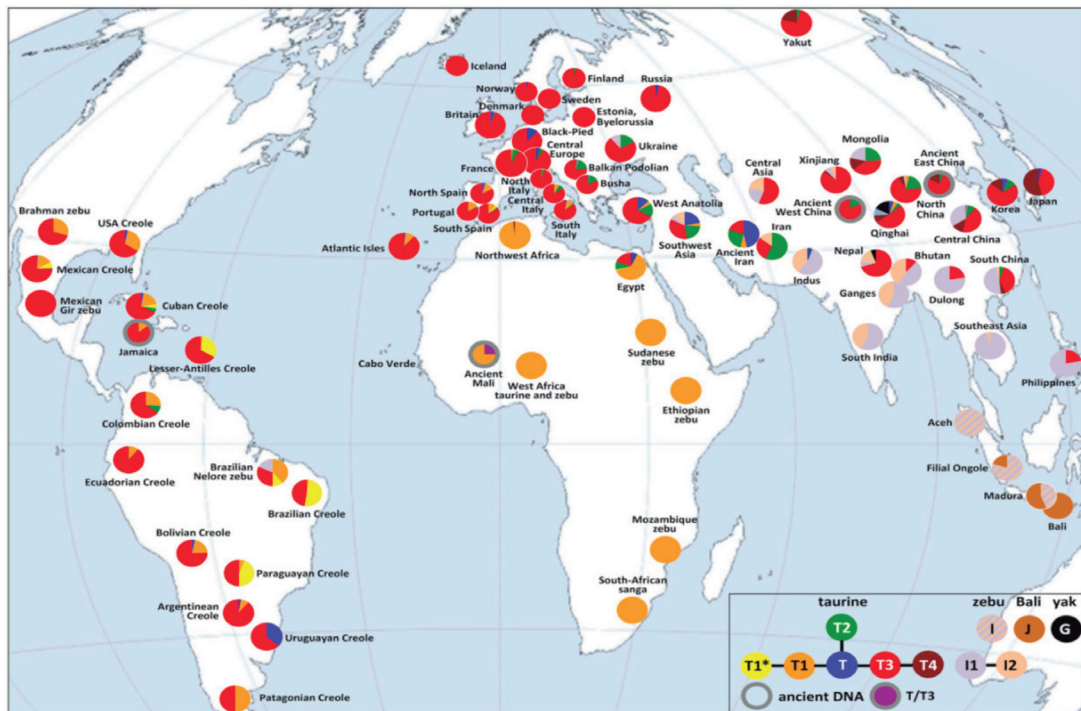 Yakut
Iceland
Finland
Russia
Norway
Denmark
Sweden
Britain
Estonia,
Byelorussia
Black-Pied
Central
Europe
Ukraine
France
Balkan Podolian
Busha
North
Italy
Central
Italy
South
Italy
North Spain
Portugal
South Spain
Atlantic Isles
Northwest Africa
West Anatolia
Southwest
Asia
Ancient
Iran
Iran
Egypt
Central
Asia
Xinjiang
Mongolia
Ancient
East China
Ancient
West China
North
China
Korea
Japan
Qinghai
Central China
Nepal
Bhutan
South China
Indus
Ganges
Dulong
South India
Southeast Asia
Philippines
Aceh
Filial Ongole
Madura
Bali
Brahman zebu
USA Creole
Mexican Creole
Mexican
Gir zebu
Cuban Creole
Jamaica
Lesser-Antilles Creole
Cabo Verde
Ancient
Mali
West Africa
taurine and zebu
Sudanese
zebu
Ethiopian
zebu
Colombian Creole
Ecuadorian Creole
Brazilian
Nelore zebu
Brazilian Creole
Bolivian Creole
Paraguayan Creole
Argentinean
Creole
Uruguayan Creole
Patagonian Creole
Mozambique
zebu
South-African
sanga
taurine zebu Bali yak
T2 I J G
T1* T1 T T3 T4 I1 I2
ancient DNA T/T3